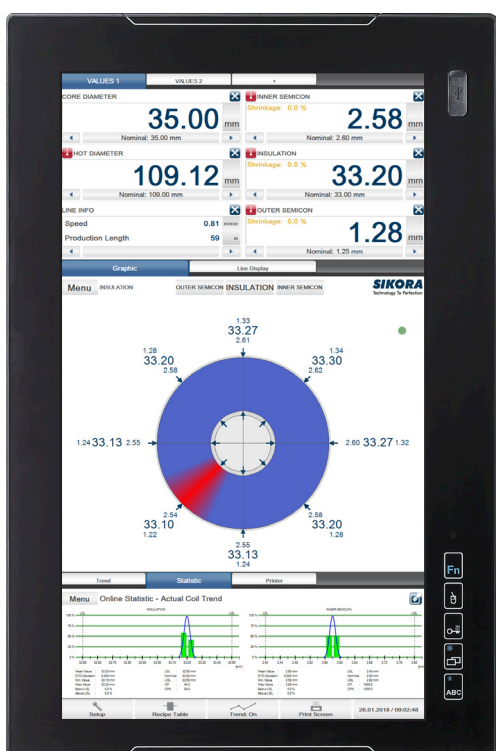 VALUES 1 VALUES 2 +
CORE DIAMETER
35.00 mm
Nominal: 35.00 mm
INNER SEMICON
Shrinkage: 0.0 %
2.58 mm
Nominal: 2.60 mm
HOT DIAMETER
109.12 mm
Nominal: 109.00 mm
INSULATION
Shrinkage: 0.0 %
33.20 mm
Nominal: 33.00 mm
LINE INFO
Speed 0.81 m/min
Production Length 59 m
OUTER SEMICON
Shrinkage: 0.0 %
1.28 mm
Nominal: 1.25 mm
Graphic Line Display
Menu INSULATION OUTER SEMICON INSULATION INNER SEMICON
SIKORA
Technology To Perfection
1.33
33.27
2.61
1.28
33.20
2.58
1.34
33.30
2.62
1.24 33.13 2.55
2.60 33.27 1.32
2.54
33.10
1.22
2.58
33.20
1.28
2.55
33.13
1.24
Trend Statistic Printer
Menu Online Statistic - Actual Coil Trend
INSULATION INNER SEMICON
Setup Recipe Table Trend: On Print Screen 26.01.2018 / 09:02:48
Fn
ABC